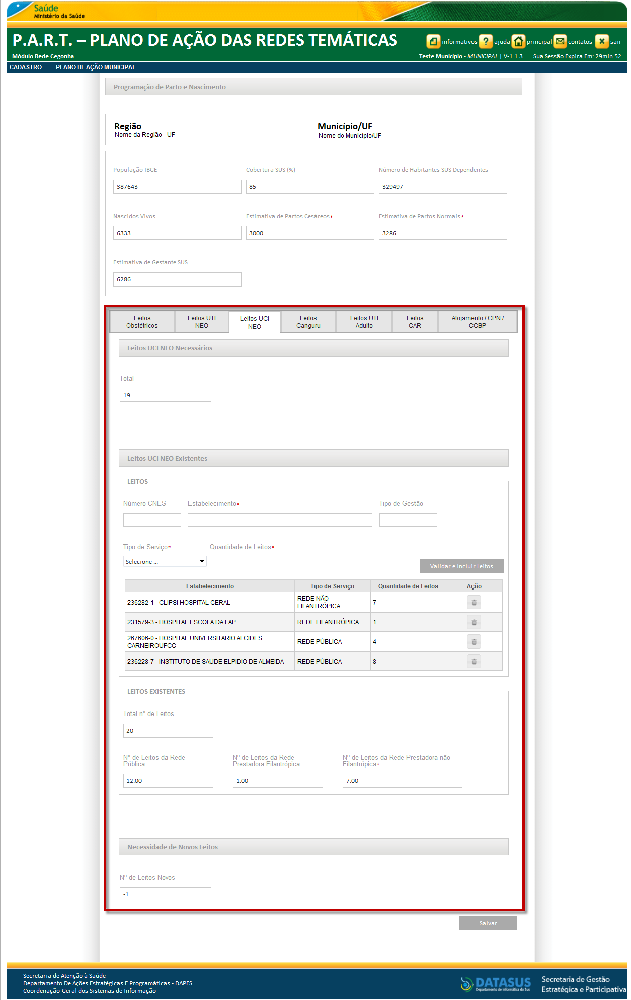 Saúde
Ministério da Saúde
P.A.R.T. – PLANO DE AÇÃO DAS REDES TEMÁTICAS
informativos ajuda principal contatos sair
Módulo Rede Cegonha
Teste Município - MUNICIPAL | V-1.1.3 Sua Sessão Expira Em: 29min 52
CADASTRO PLANO DE AÇÃO MUNICIPAL
Programação de Parto e Nascimento
Região Município/UF
Nome da Região - UF Nome do Município/UF
População IBGE Cobertura SUS (%) Número de Habitantes SUS Dependentes
387643 85 329497
Nascidos Vivos Estimativa de Partos Cesáreos* Estimativa de Partos Normais*
6333 3000 3286
Estimativa de Gestante SUS
6286
Leitos Obstétricos
Leitos UTI NEO
Leitos UCI NEO
Leitos Canguru
Leitos UTI Adulto
Leitos GAR
Alojamento / CPN / CGBP
Leitos UCI NEO Necessários
Total
19
Leitos UCI NEO Existentes
LEITOS
Número CNES Estabelecimento* Tipo de Gestão
Tipo de Serviço* Quantidade de Leitos*
Selecione ...
Validar e Incluir Leitos
Estabelecimento Tipo de Serviço Quantidade de Leitos Ação
236282-1 - CLIPSI HOSPITAL GERAL REDE NÃO FILANTRÓPICA 7
231579-3 - HOSPITAL ESCOLA DA FAP REDE FILANTRÓPICA 1
267606-0 - HOSPITAL UNIVERSITARIO ALCIDES CARNEIROUFCG REDE PÚBLICA 4
236228-7 - INSTITUTO DE SAUDE ELPIDIO DE ALMEIDA REDE PÚBLICA 8
LEITOS EXISTENTES
Total nº de Leitos
20
Nº de Leitos da Rede Pública
Nº de Leitos da Rede Prestadora Filantrópica
Nº de Leitos da Rede Prestadora não Filantrópica*
12.00 1.00 7.00
Necessidade de Novos Leitos
Nº de Leitos Novos
-1
Salvar
Secretaria de Atenção à Saúde
Departamento De Ações Estratégicas E Programáticas - DAPES
Coordenação-Geral dos Sistemas de Informação
DATASUS
Departamento de Informática do Sus
Secretaria de Gestão
Estratégica e Participativa